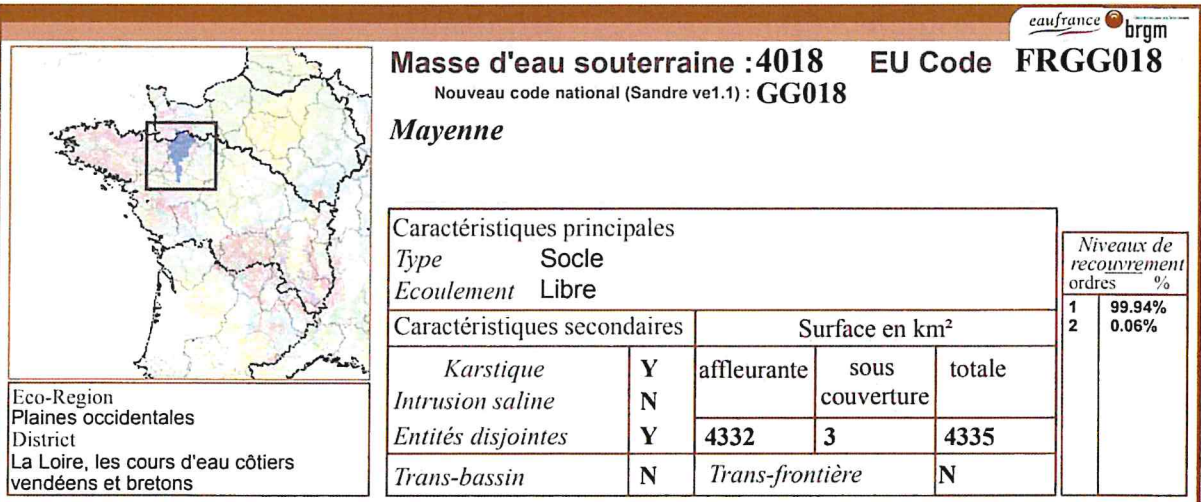 eaufrance brgm
Masse d'eau souterraine :4018 EU Code FRGG018
Nouveau code national (Sandre ve1.1) : GG018
Mayenne
Caractéristiques principales
Type Socle
Ecoulement Libre
Caractéristiques secondaires Surface en km²
Karstique Y affleurante sous couverture totale
Intrusion saline N
Entités disjointes Y 4332 3 4335
Trans-bassin N Trans-frontière N
Niveaux de
recouvrement
ordres %
1 99.94%
2 0.06%
Eco-Region
Plaines occidentales
District
La Loire, les cours d'eau côtiers
vendéens et bretons